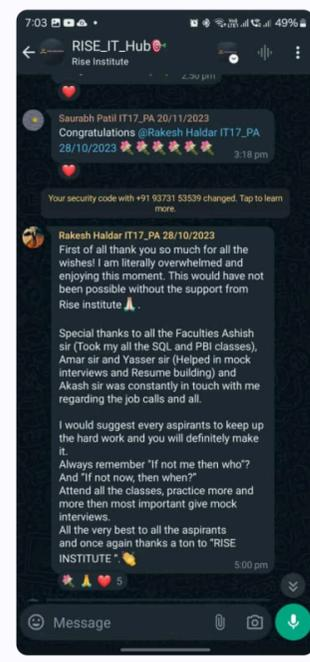 7:03
49%
RISE_IT_Hub
Rise Institute
2:50 pm
Saurabh Patil IT17_PA 20/11/2023
Congratulations @Rakesh Haldar IT17_PA
28/10/2023
3:18 pm
Your security code with +91 93731 53539 changed. Tap to learn
more.
Rakesh Haldar IT17_PA 28/10/2023
First of all thank you so much for all the
wishes! I am literally overwhelmed and
enjoying this moment. This would have not
been possible without the support from
Rise institute .
Special thanks to all the Faculties Ashish
sir (Took my all the SQL and PBI classes),
Amar sir and Yasser sir (Helped in mock
interviews and Resume building) and
Akash sir was constantly in touch with me
regarding the job calls and all.
I would suggest every aspirants to keep up
the hard work and you will definitely make
it.
Always remember "If not me then who"?
And "If not now, then when?"
Attend all the classes, practice more and
more then most important give mock
interviews.
All the very best to all the aspirants
and once again thanks a ton to "RISE
INSTITUTE ".
5:00 pm
5
Message